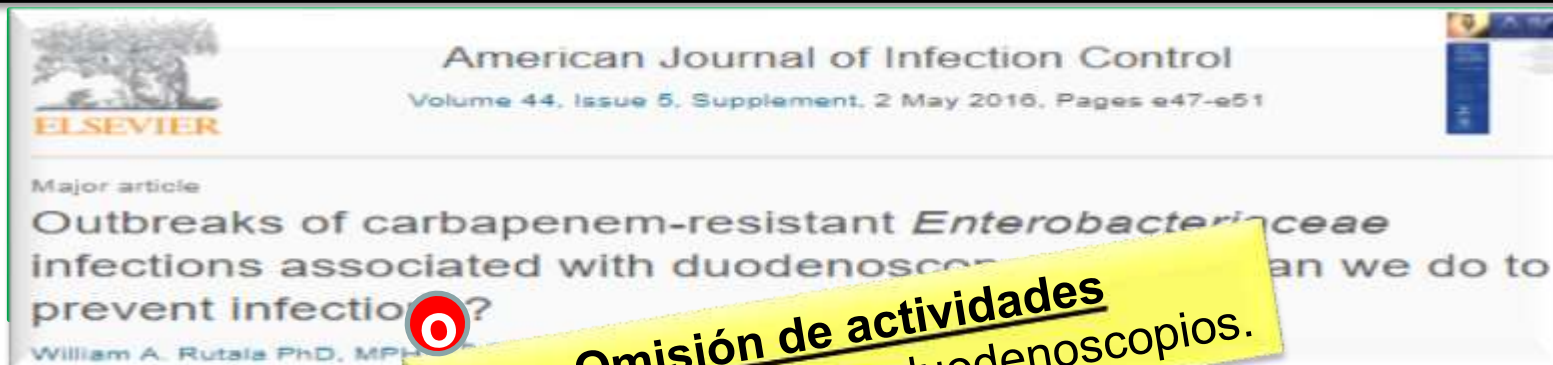 American Journal of Infection Control
Volume 44, Issue 5, Supplement, 2 May 2016, Pages e47-e51
ELSEVIER
Major article
Outbreaks of carbapenem-resistant Enterobacteriaceae
infections associated with an we do to
prevent ?
O
William A. Rutala PhD, MPH
Omisión de actividades
duodenoscopios.